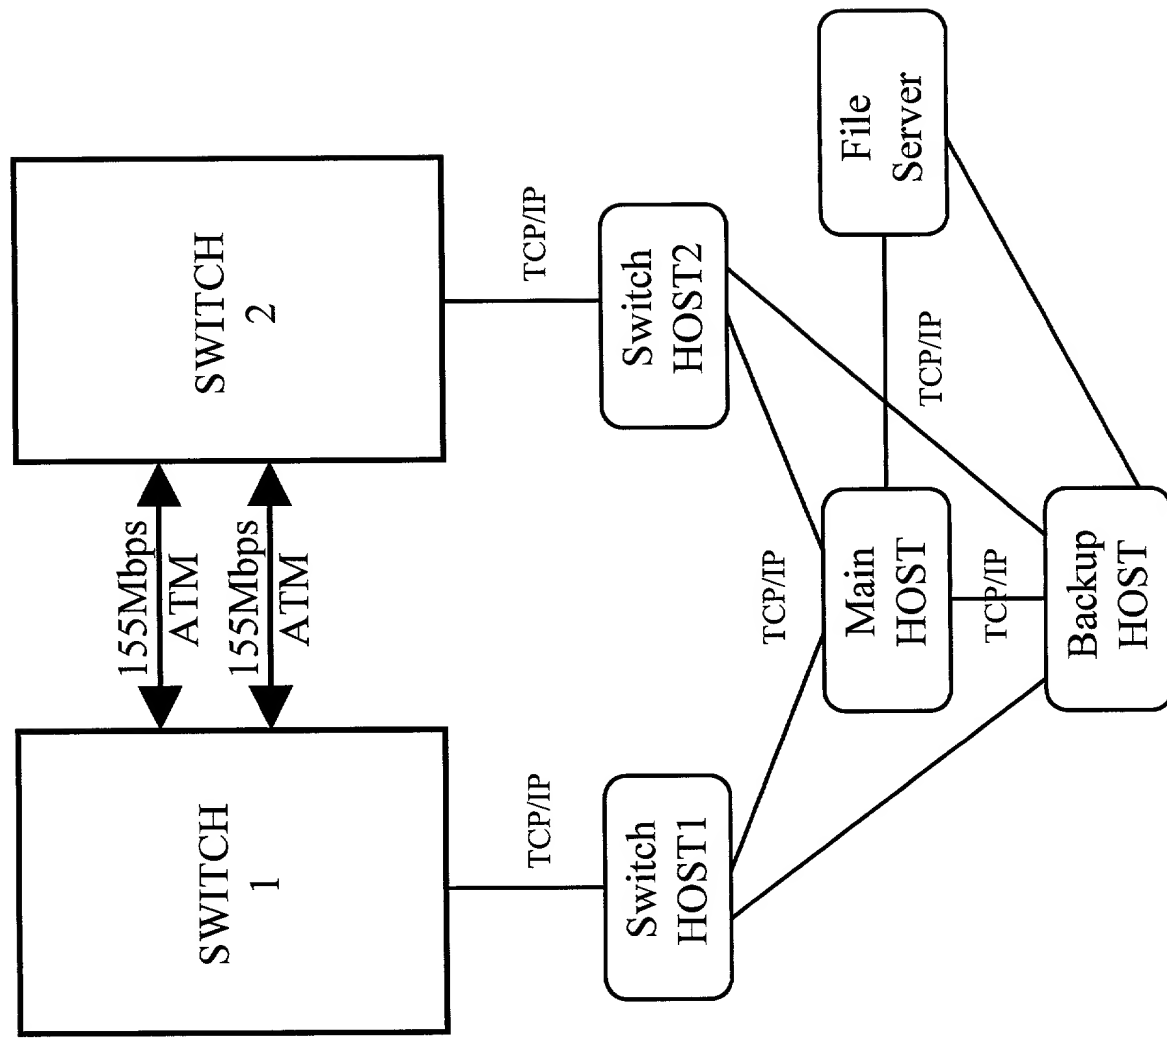 SWITCH
1
155Mbps
ATM
155Mbps
ATM
SWITCH
2
TCP/IP
TCP/IP
Switch
HOST1
Switch
HOST2
TCP/IP
Main
HOST
TCP/IP
File
Server
TCP/IP
Backup
HOST